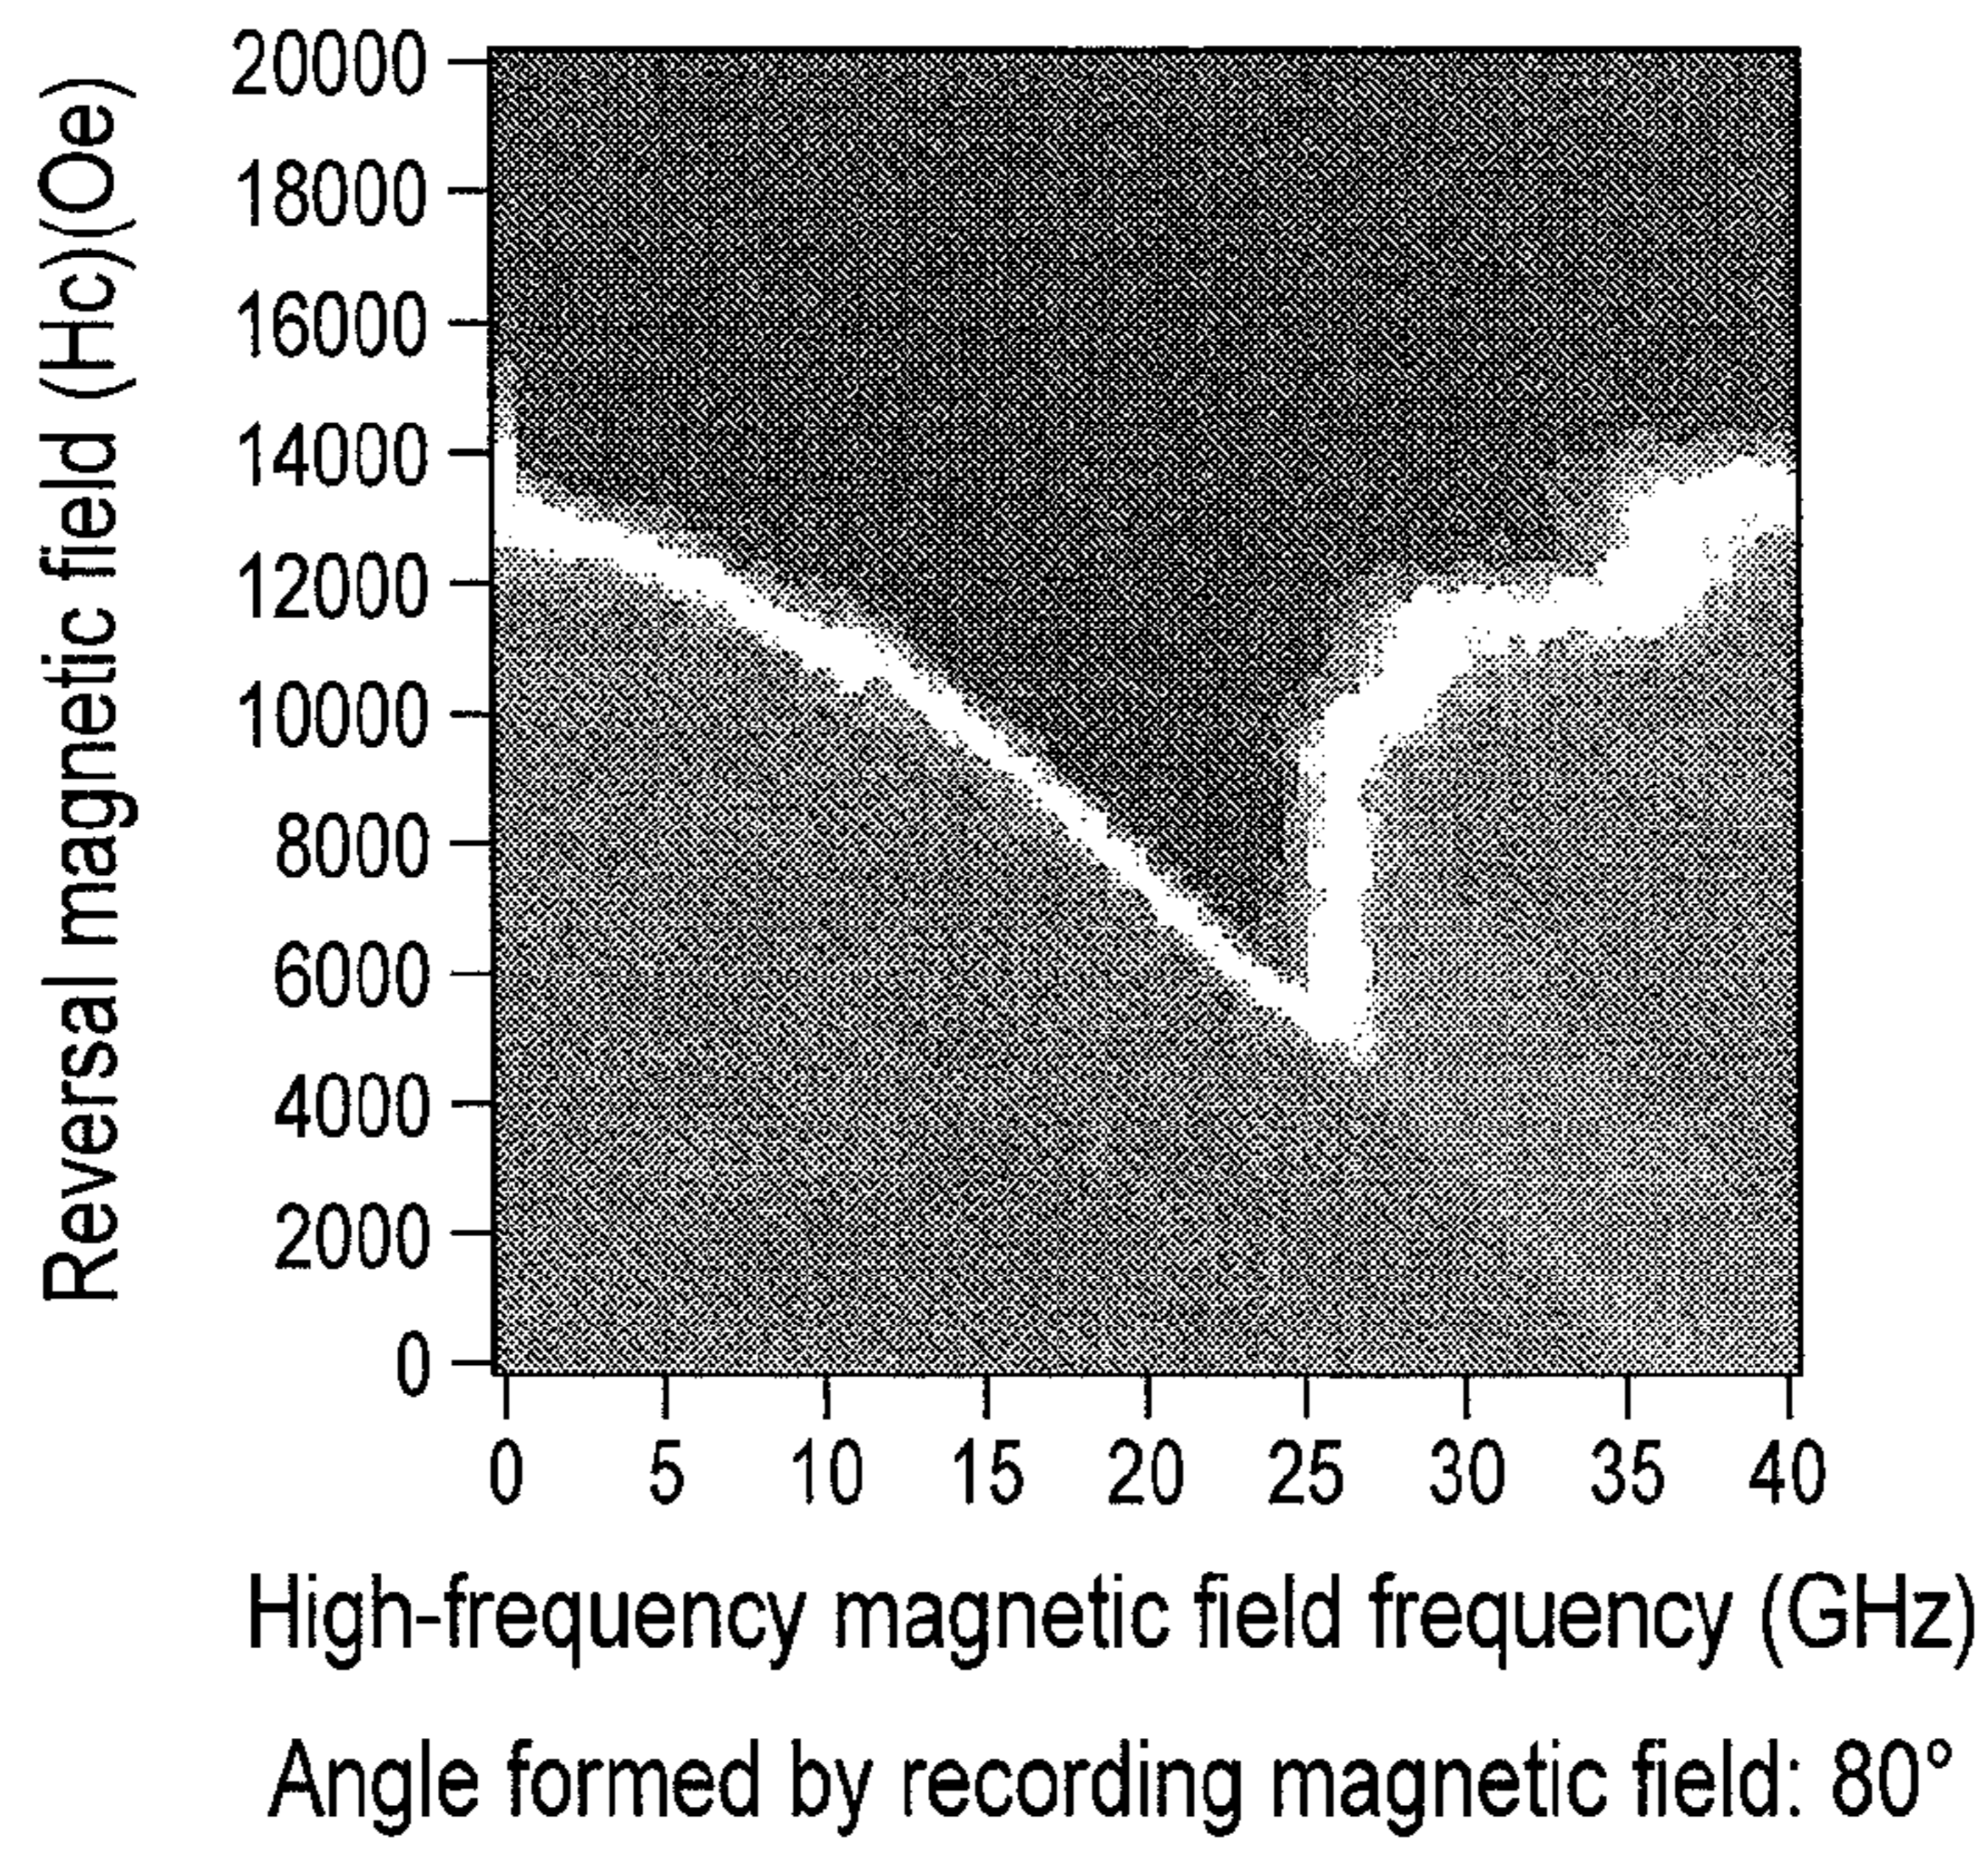 Reversal magnetic field (Hc)(Oe)
20000
18000
16000
14000
12000
10000
8000
6000
4000
2000
0
0 5 10 15 20 25 30 35 40
High-frequency magnetic field frequency (GHz)
Angle formed by recording magnetic field: 80°